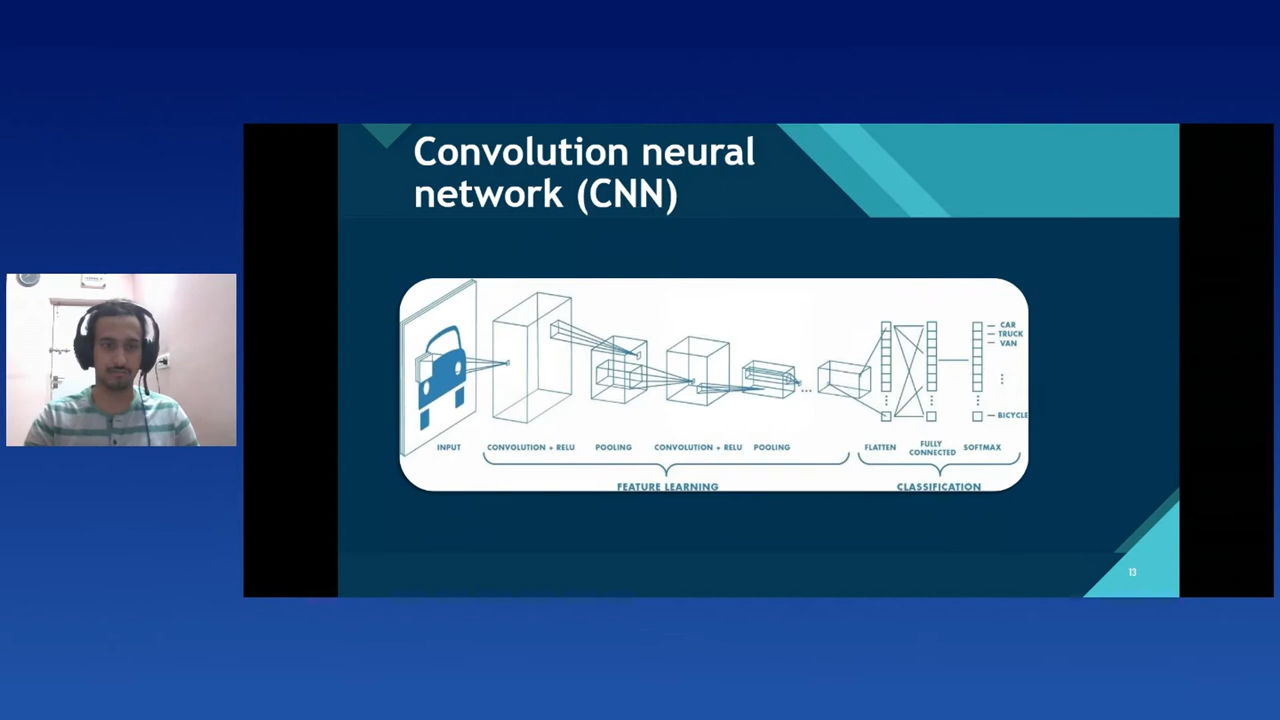 Convolution neural
network (CNN)
CAR
TRUCK
VAN
BICYCLE
INPUT
CONVOLUTION + RELU
POOLING
CONVOLUTION + RELU
POOLING
FLATTEN
FULLY
CONNECTED
SOFTMAX
FEATURE LEARNING
CLASSIFICATION
13